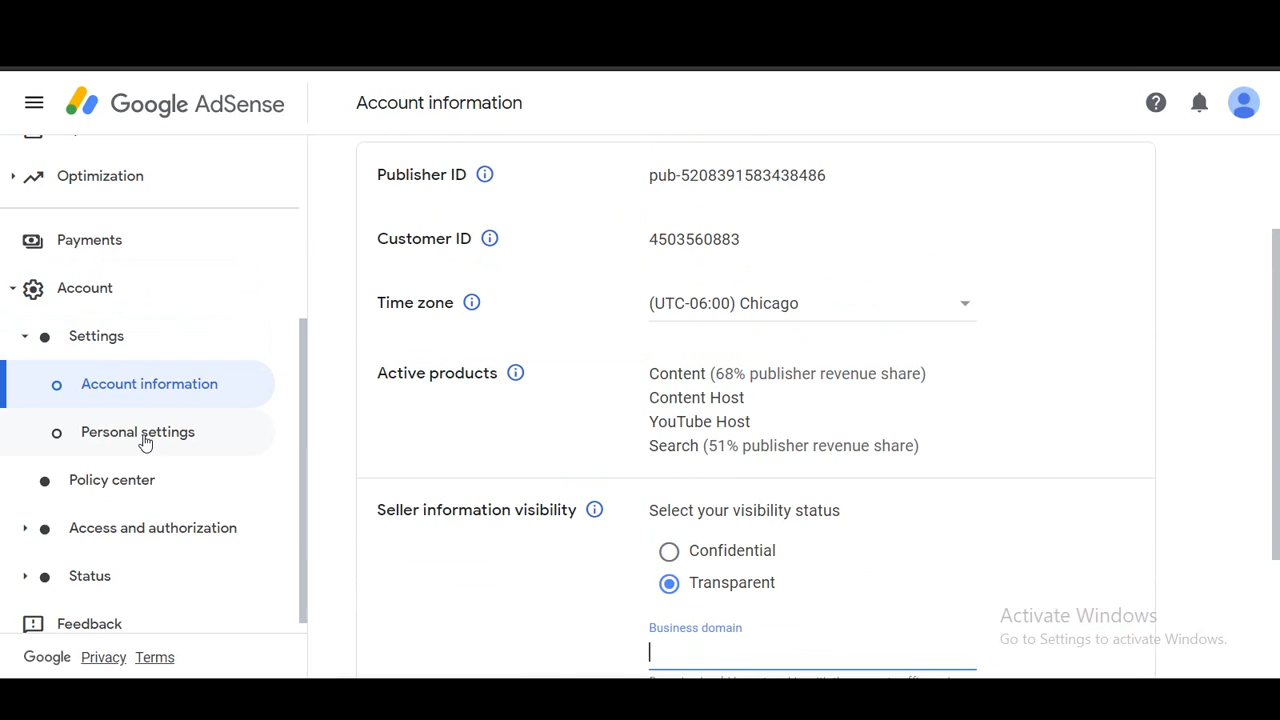 Google AdSense
Account information
Optimization
Payments
Account
Settings
Account information
Personal settings
Policy center
Access and authorization
Status
Feedback
Google Privacy Terms
Publisher ID
pub-5208391583438486
Customer ID
4503560883
Time zone
(UTC-06:00) Chicago
Active products
Content (68% publisher revenue share)
Content Host
YouTube Host
Search (51% publisher revenue share)
Seller information visibility
Select your visibility status
Confidential
Transparent
Business domain
Activate Windows
Go to Settings to activate Windows.